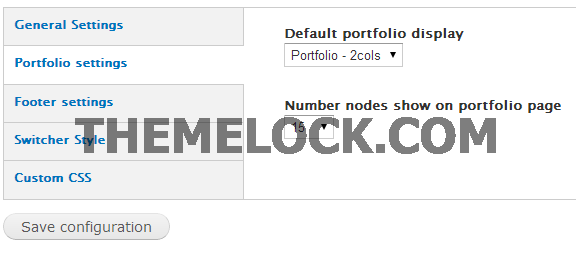 General Settings
Portfolio settings
Footer settings
Switcher Style
Custom CSS
Default portfolio display
Portfolio - 2cols
Number nodes show on portfolio page
15
THEMELOCK.COM
Save configuration